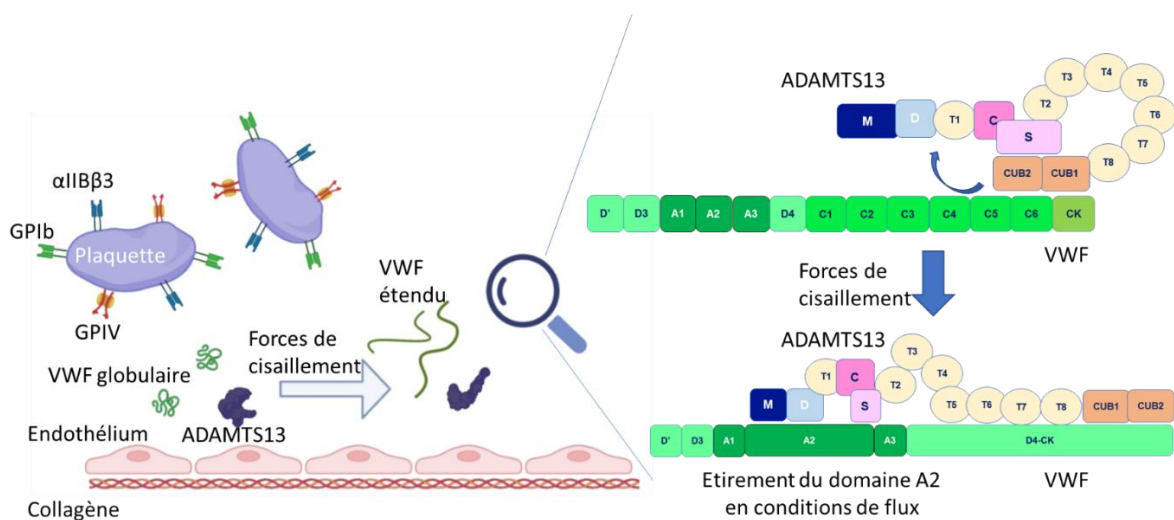 αIIBβ3
GPIb
Plaquette
GPIV
VWF globulaire
Endothélium
ADAMTS13
Collagène
Forces de
cisaillement
VWF
étendu
ADAMTS13
M D T1 C S T2 T3 T4 T5 T6 T7 T8 CUB1 CUB2
D' D3 A1 A2 A3 D4 C1 C2 C3 C4 C5 C6 CK
VWF
Forces de
cisaillement
ADAMTS13
M D T1 C S T2 T3 T4 T5 T6 T7 T8 CUB1 CUB2
D' D3 A1 A2 A3 D4-CK
Etirement du domaine A2
en conditions de flux
VWF